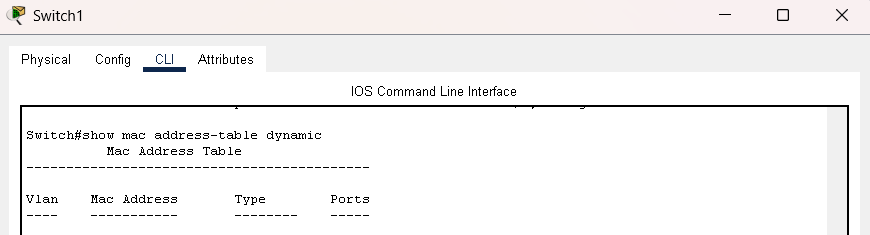 Switch1
Physical Config CLI Attributes
IOS Command Line Interface
Switch#show mac address-table dynamic
Mac Address Table
-------------------------------------------
Vlan Mac Address Type Ports
---- ----------- -------- -----